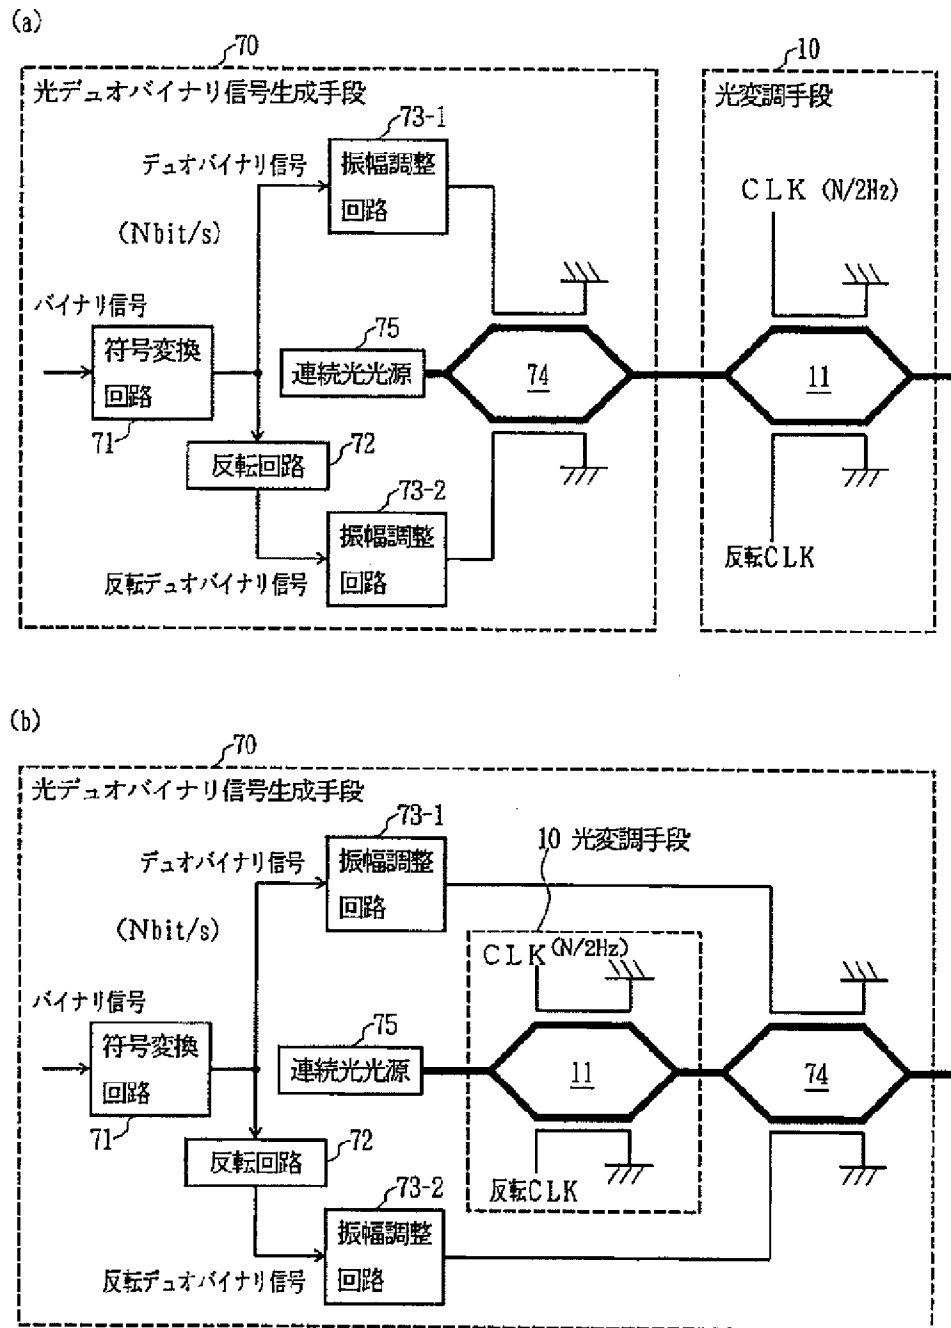 (a)
70
10
光デュオバイナリ信号生成手段
光変調手段
73-1
デュオバイナリ信号
振幅調整
回路
CLK (N/2Hz)
(Nbit/s)
バイナリ信号
75
符号変換
回路
連続光光源
74
11
71
72
反転回路
73-2
振幅調整
回路
反転CLK
反転デュオバイナリ信号
(b)
70
光デュオバイナリ信号生成手段
73-1
10 光変調手段
デュオバイナリ信号
振幅調整
回路
(Nbit/s)
CLK(N/2Hz)
バイナリ信号
75
符号変換
回路
連続光光源
11
74
71
72
反転回路
73-2
反転CLK
振幅調整
回路
反転デュオバイナリ信号